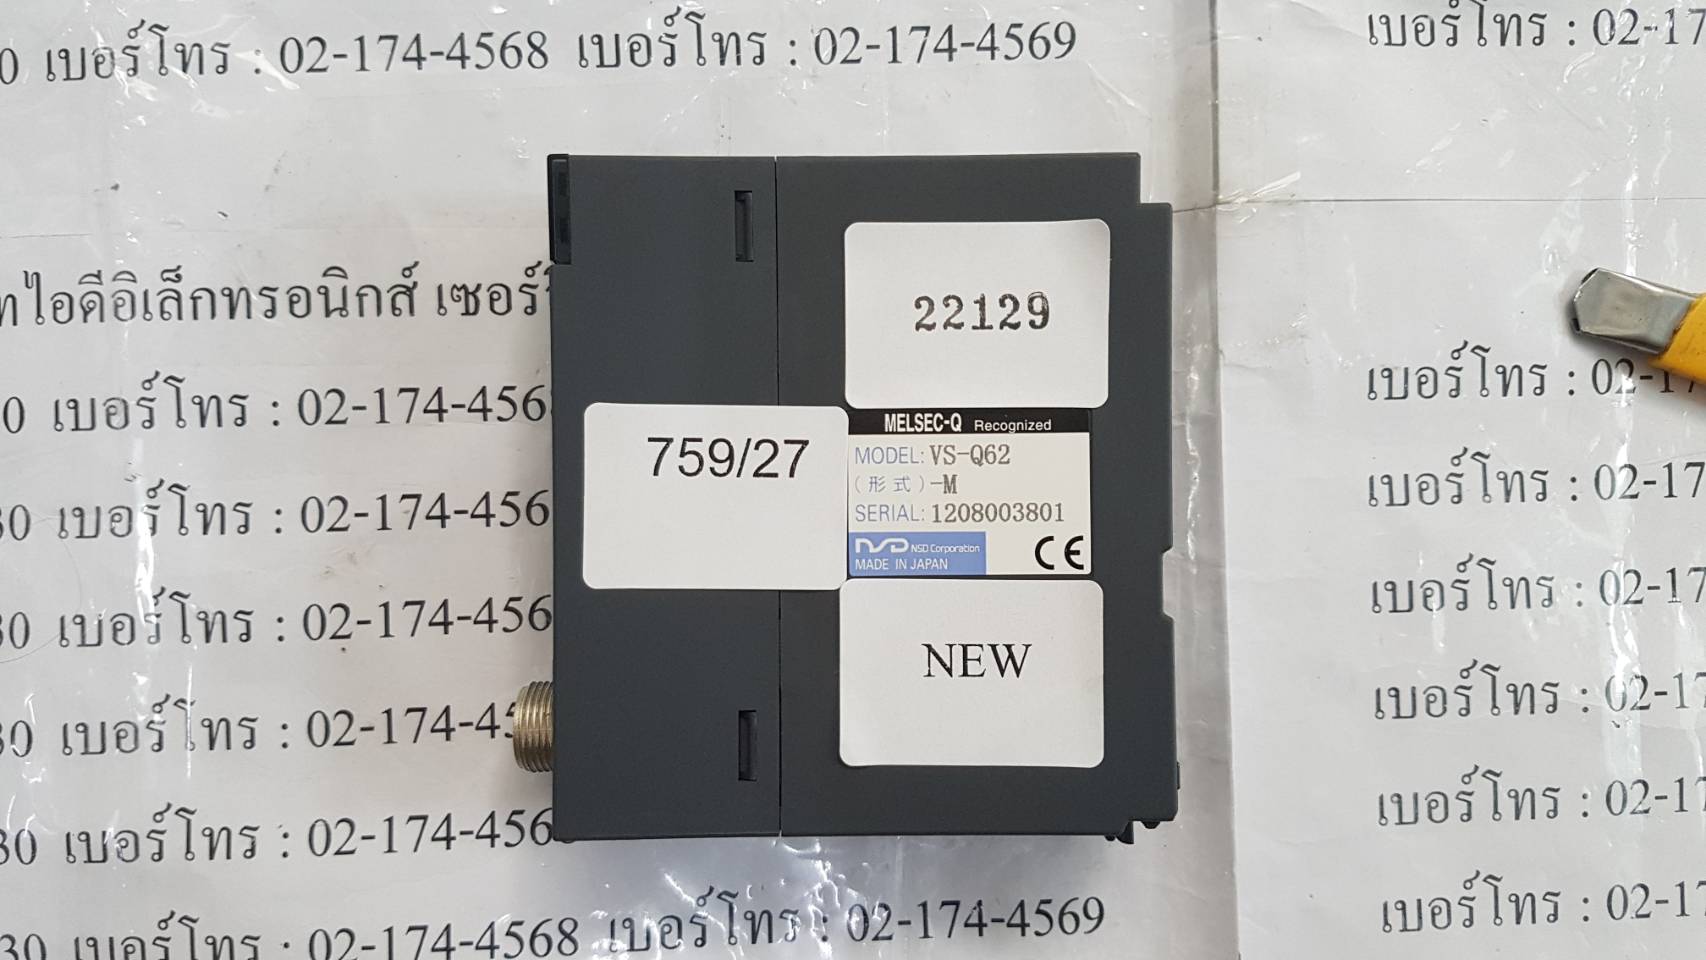 0 เบอร์โทร : 02-174-4568 เบอร์โทร : 02-174-4569
เบอร์โทร : 02-17
ทไอดีอิเล็กทรอนิกส์ เซอร์
22129
0 เบอร์โทร : 02-174-456
เบอร์โทร : 02-17
759/27
MELSEC-Q Recognized
MODEL: VS-Q62
(形式)-M
SERIAL: 1208003801
NSD NSD Corporation
MADE IN JAPAN
CE
30 เบอร์โทร : 02-174-456
เบอร์โทร : 02-17
30 เบอร์โทร : 02-174-456
เบอร์โทร : 02-17
NEW
30 เบอร์โทร : 02-174-45
เบอร์โทร : 02-17
30 เบอร์โทร : 02-174-456
เบอร์โทร : 02-17
30 เบอร์โทร : 02-174-4568 เบอร์โทร : 02-174-4569
เบอร์โทร : 02-17